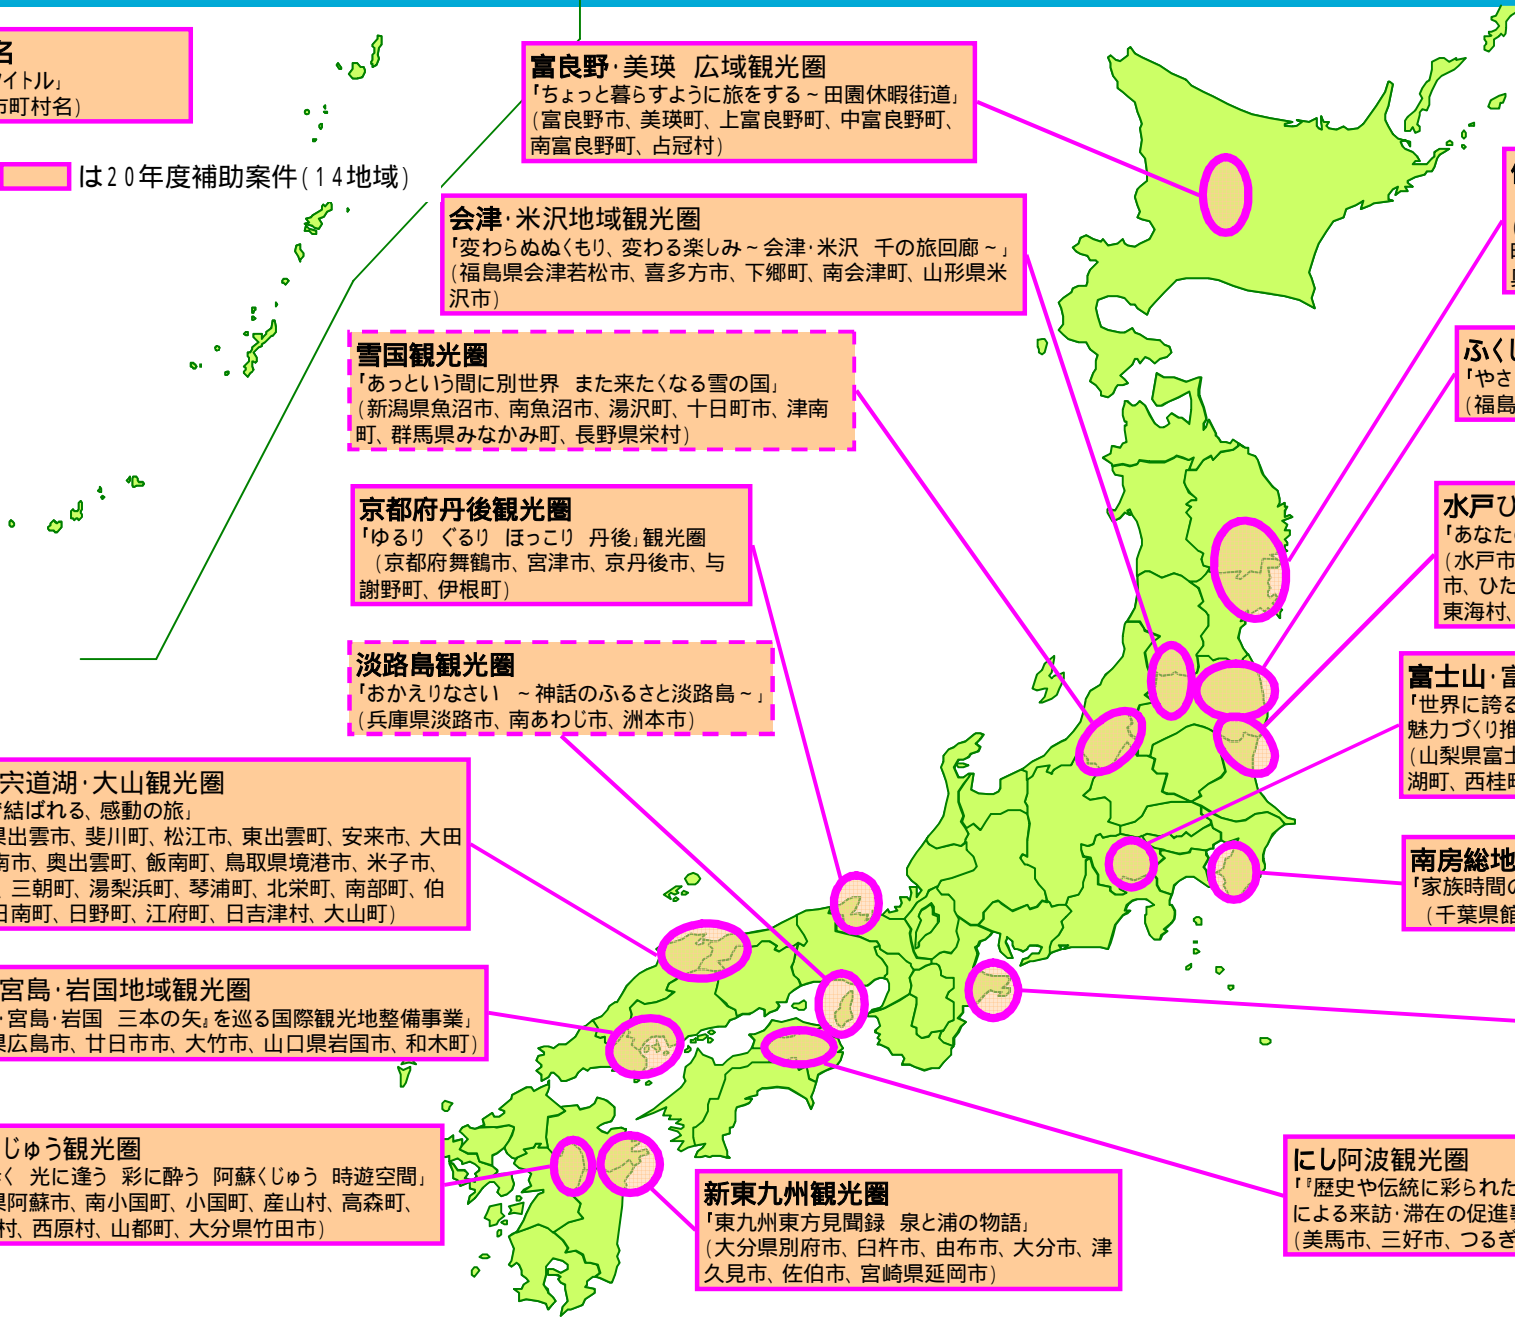 名
タイトル」
市町村名)
は20年度補助案件(14地域)
富良野・美瑛 広域観光圏
「ちょっと暮らすように旅をする～田園休暇街道」
(富良野市、美瑛町、上富良野町、中富良野町、
南富良野町、占冠村)
会津・米沢地域観光圏
「変わらぬぬくもり、変わる楽しみ～会津・米沢 千の旅回廊～」
(福島県会津若松市、喜多方市、下郷町、南会津町、山形県米
沢市)
雪国観光圏
「あっという間に別世界 また来たくなる雪の国」
(新潟県魚沼市、南魚沼市、湯沢町、十日町市、津南
町、群馬県みなかみ町、長野県栄村)
京都府丹後観光圏
「ゆるり ぐるり ほっこり 丹後」観光圏
(京都府舞鶴市、宮津市、京丹後市、与
謝野町、伊根町)
淡路島観光圏
「おかえりなさい ～神話のふるさと淡路島～」
(兵庫県淡路市、南あわじ市、洲本市)
宍道湖・大山観光圏
結ばれる、感動の旅」
県出雲市、斐川町、松江市、東出雲町、安来市、大田
南市、奥出雲町、飯南町、鳥取県境港市、米子市、
、三朝町、湯梨浜町、琴浦町、北栄町、南部町、伯
日南町、日野町、江府町、日吉津村、大山町)
宮島・岩国地域観光圏
・宮島・岩国 三本の矢』を巡る国際観光地整備事業」
県広島市、廿日市市、大竹市、山口県岩国市、和木町)
じゅう観光圏
く 光に逢う 彩に酔う 阿蘇くじゅう 時遊空間」
県阿蘇市、南小国町、小国町、産山村、高森町、
村、西原村、山都町、大分県竹田市)
新東九州観光圏
「東九州東方見聞録 泉と浦の物語」
(大分県別府市、臼杵市、由布市、大分市、津
久見市、佐伯市、宮崎県延岡市)
ふくし
「やさ
(福島
水戸ひ
「あなた
(水戸市
市、ひた
東海村、
富士山・富
「世界に誇る
魅力づくり推
(山梨県富士
湖町、西桂町
南房総地
「家族時間の
(千葉県館
にし阿波観光圏
「『歴史や伝統に彩られた
による来訪・滞在の促進事
(美馬市、三好市、つるぎ